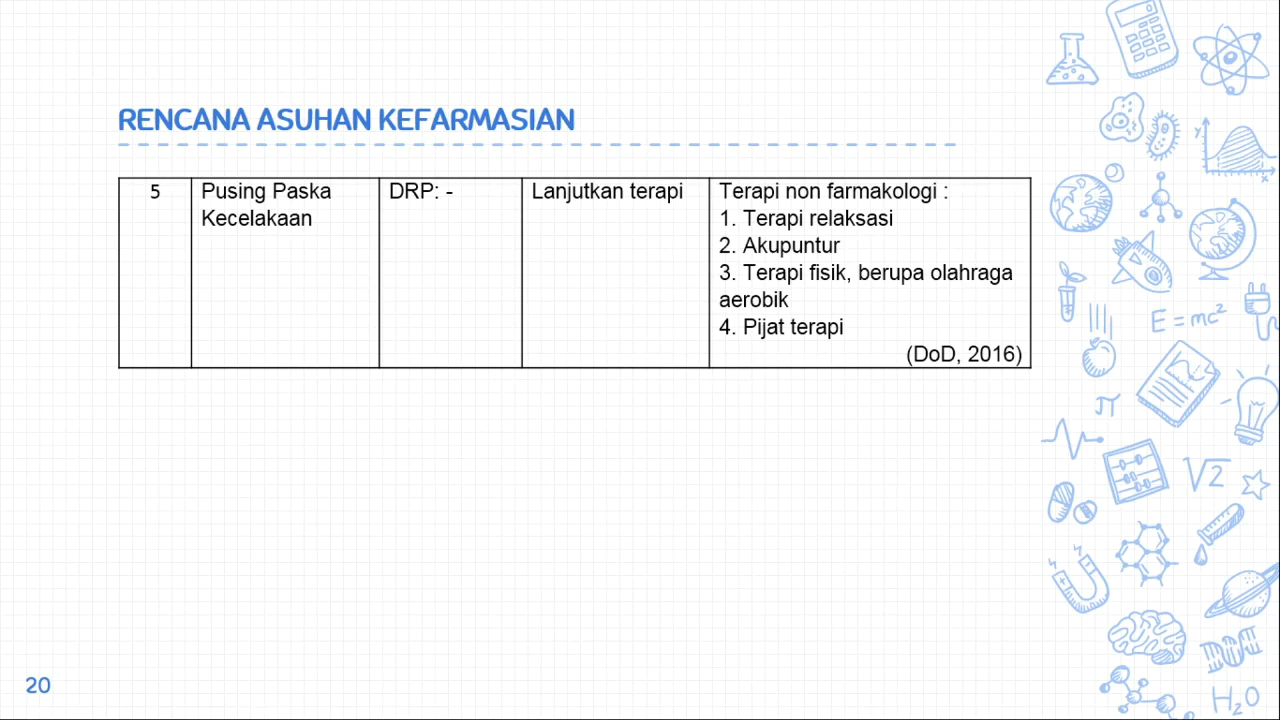 RENCANA ASUHAN KEFARMASIAN
5
Pusing Paska
Kecelakaan
DRP: -
Lanjutkan terapi
Terapi non farmakologi :
1. Terapi relaksasi
2. Akupuntur
3. Terapi fisik, berupa olahraga
aerobik
4. Pijat terapi
(DoD, 2016)
y
x
E = mc²
π
√2
H₂O
20